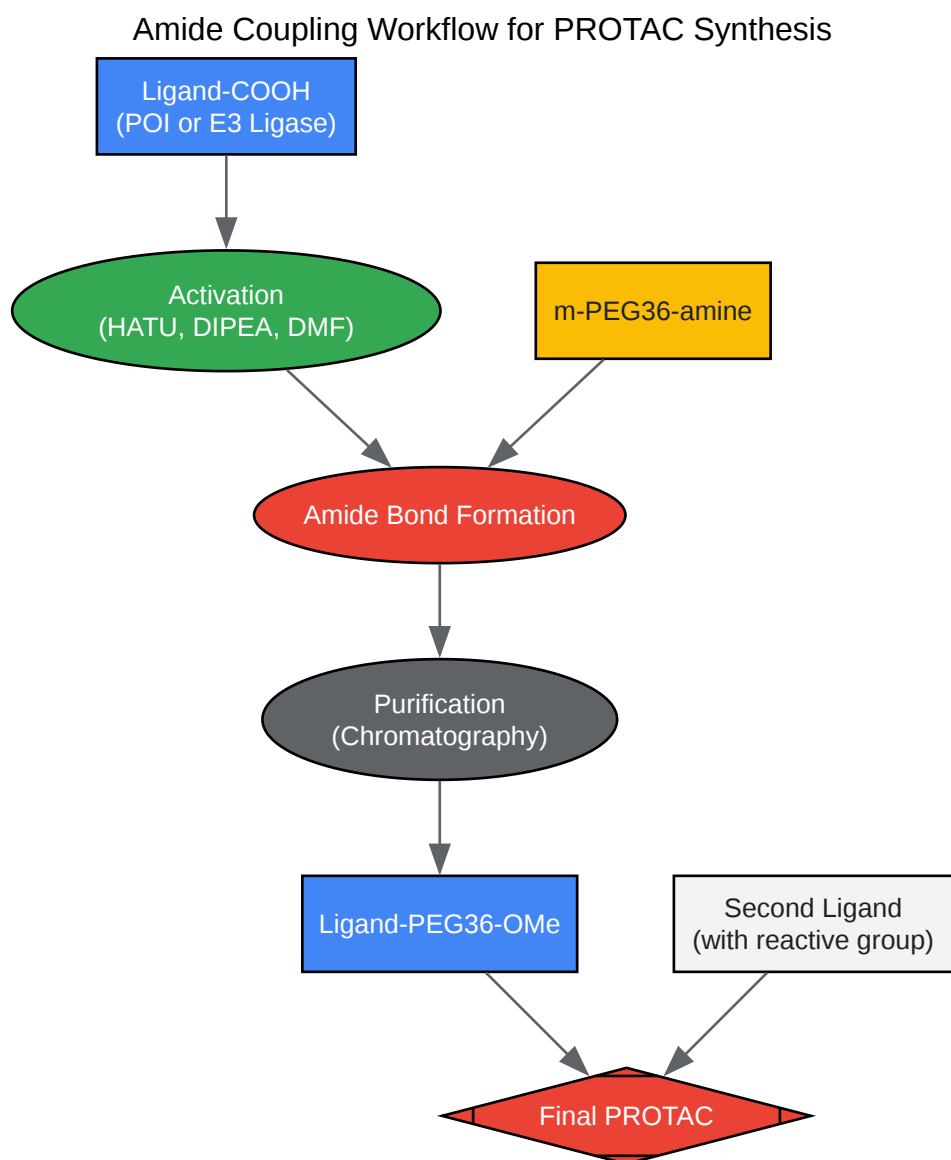 Amide Coupling Workflow for PROTAC Synthesis
Ligand-COOH
(POI or E3 Ligase)
Activation
(HATU, DIPEA, DMF)
m-PEG36-amine
Amide Bond Formation
Purification
(Chromatography)
Ligand-PEG36-OMe
Second Ligand
(with reactive group)
Final PROTAC